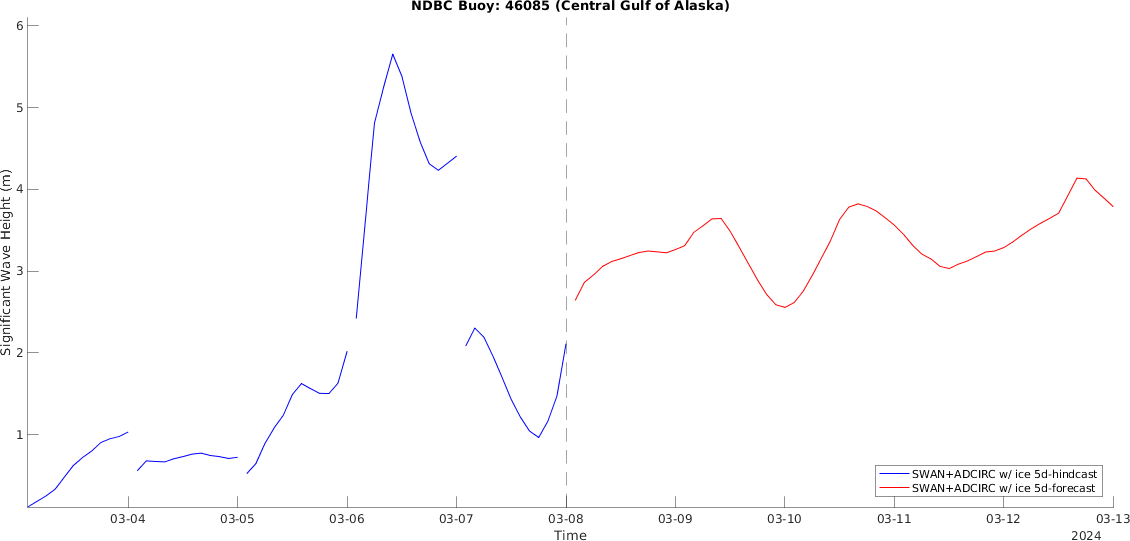 NDBC Buoy: 46085 (Central Gulf of Alaska)
6
5
4
3
2
1
Significant Wave Height (m)
SWAN+ADCIRC w/ ice 5d-hindcast
SWAN+ADCIRC w/ ice 5d-forecast
03-04 03-05 03-06 03-07 03-08 03-09 03-10 03-11 03-12 03-13
Time
2024